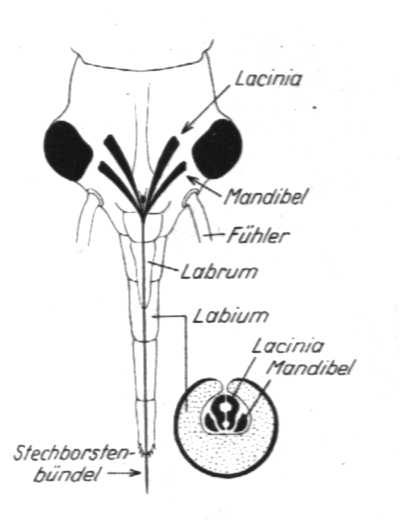 Lacinia
Mandibel
Fühler
Labrum
Labium
Lacinia
Mandibel
Stechborsten-
bündel